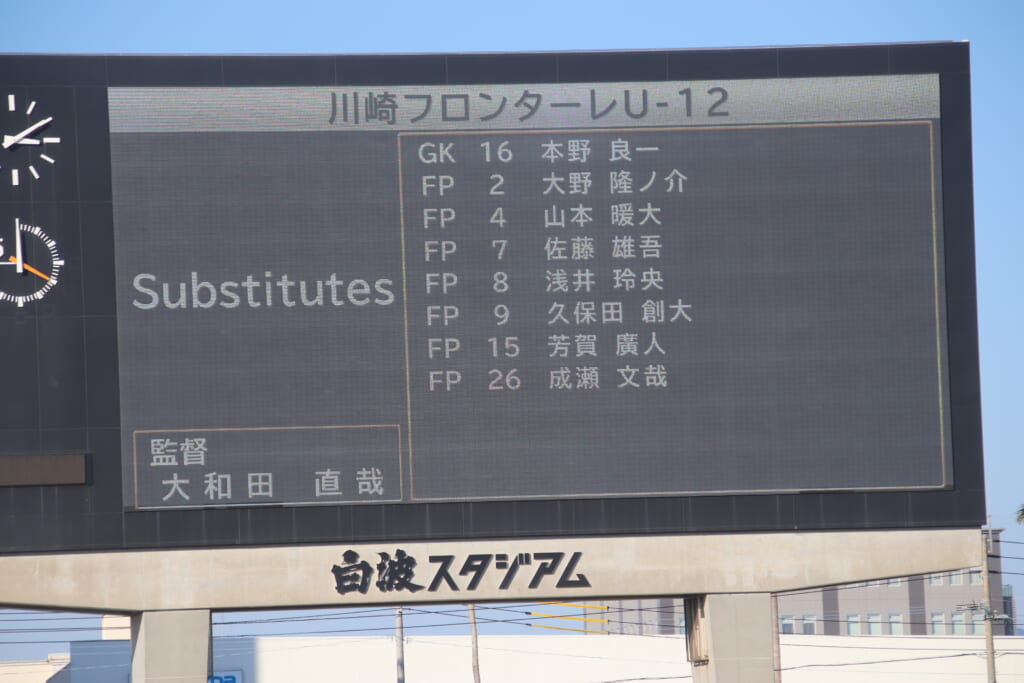 川崎フロンターレU-12
Substitutes
GK 16 本野 良一
FP 2 大野 隆ノ介
FP 4 山本 暖大
FP 7 佐藤 雄吾
FP 8 浅井 玲央
FP 9 久保田 創大
FP 15 芳賀 廣人
FP 26 成瀬 文哉
監督
大和田 直哉
白波スタジアム